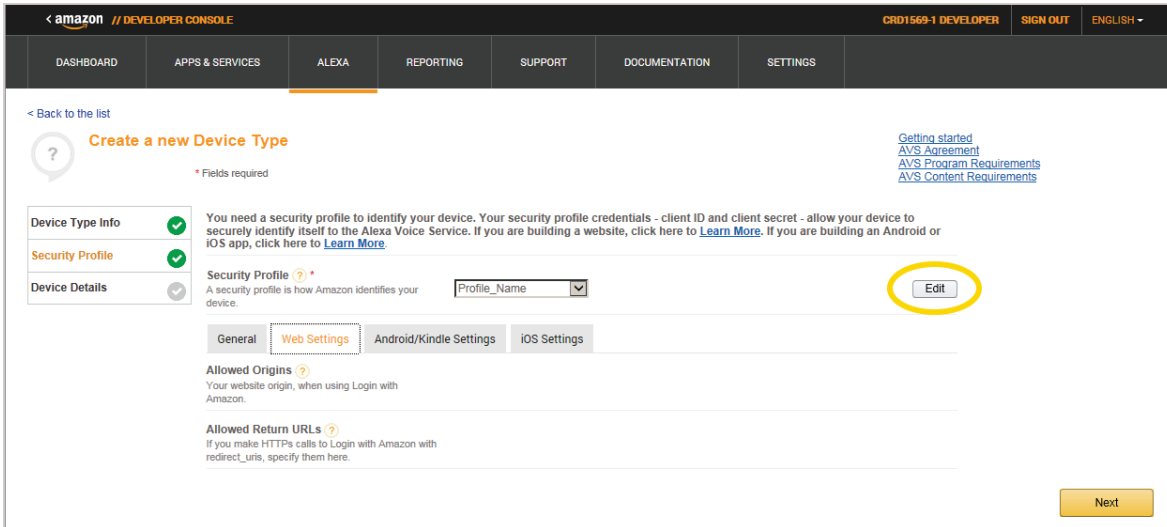 < amazon // DEVELOPER CONSOLE CRD1569-1 DEVELOPER SIGN OUT ENGLISH
DASHBOARD APPS & SERVICES ALEXA REPORTING SUPPORT DOCUMENTATION SETTINGS
< Back to the list
? Create a new Device Type
* Fields required
Getting started
AVS Agreement
AVS Program Requirements
AVS Content Requirements
Device Type Info
Security Profile
Device Details
You need a security profile to identify your device. Your security profile credentials - client ID and client secret - allow your device to
securely identify itself to the Alexa Voice Service. If you are building a website, click here to Learn More. If you are building an Android or
iOS app, click here to Learn More.
Security Profile ? *
A security profile is how Amazon identifies your
device.
Profile_Name
Edit
General Web Settings Android/Kindle Settings iOS Settings
Allowed Origins ?
Your website origin, when using Login with
Amazon.
Allowed Return URLs ?
If you make HTTPs calls to Login with Amazon with
redirect_uris, specify them here.
Next